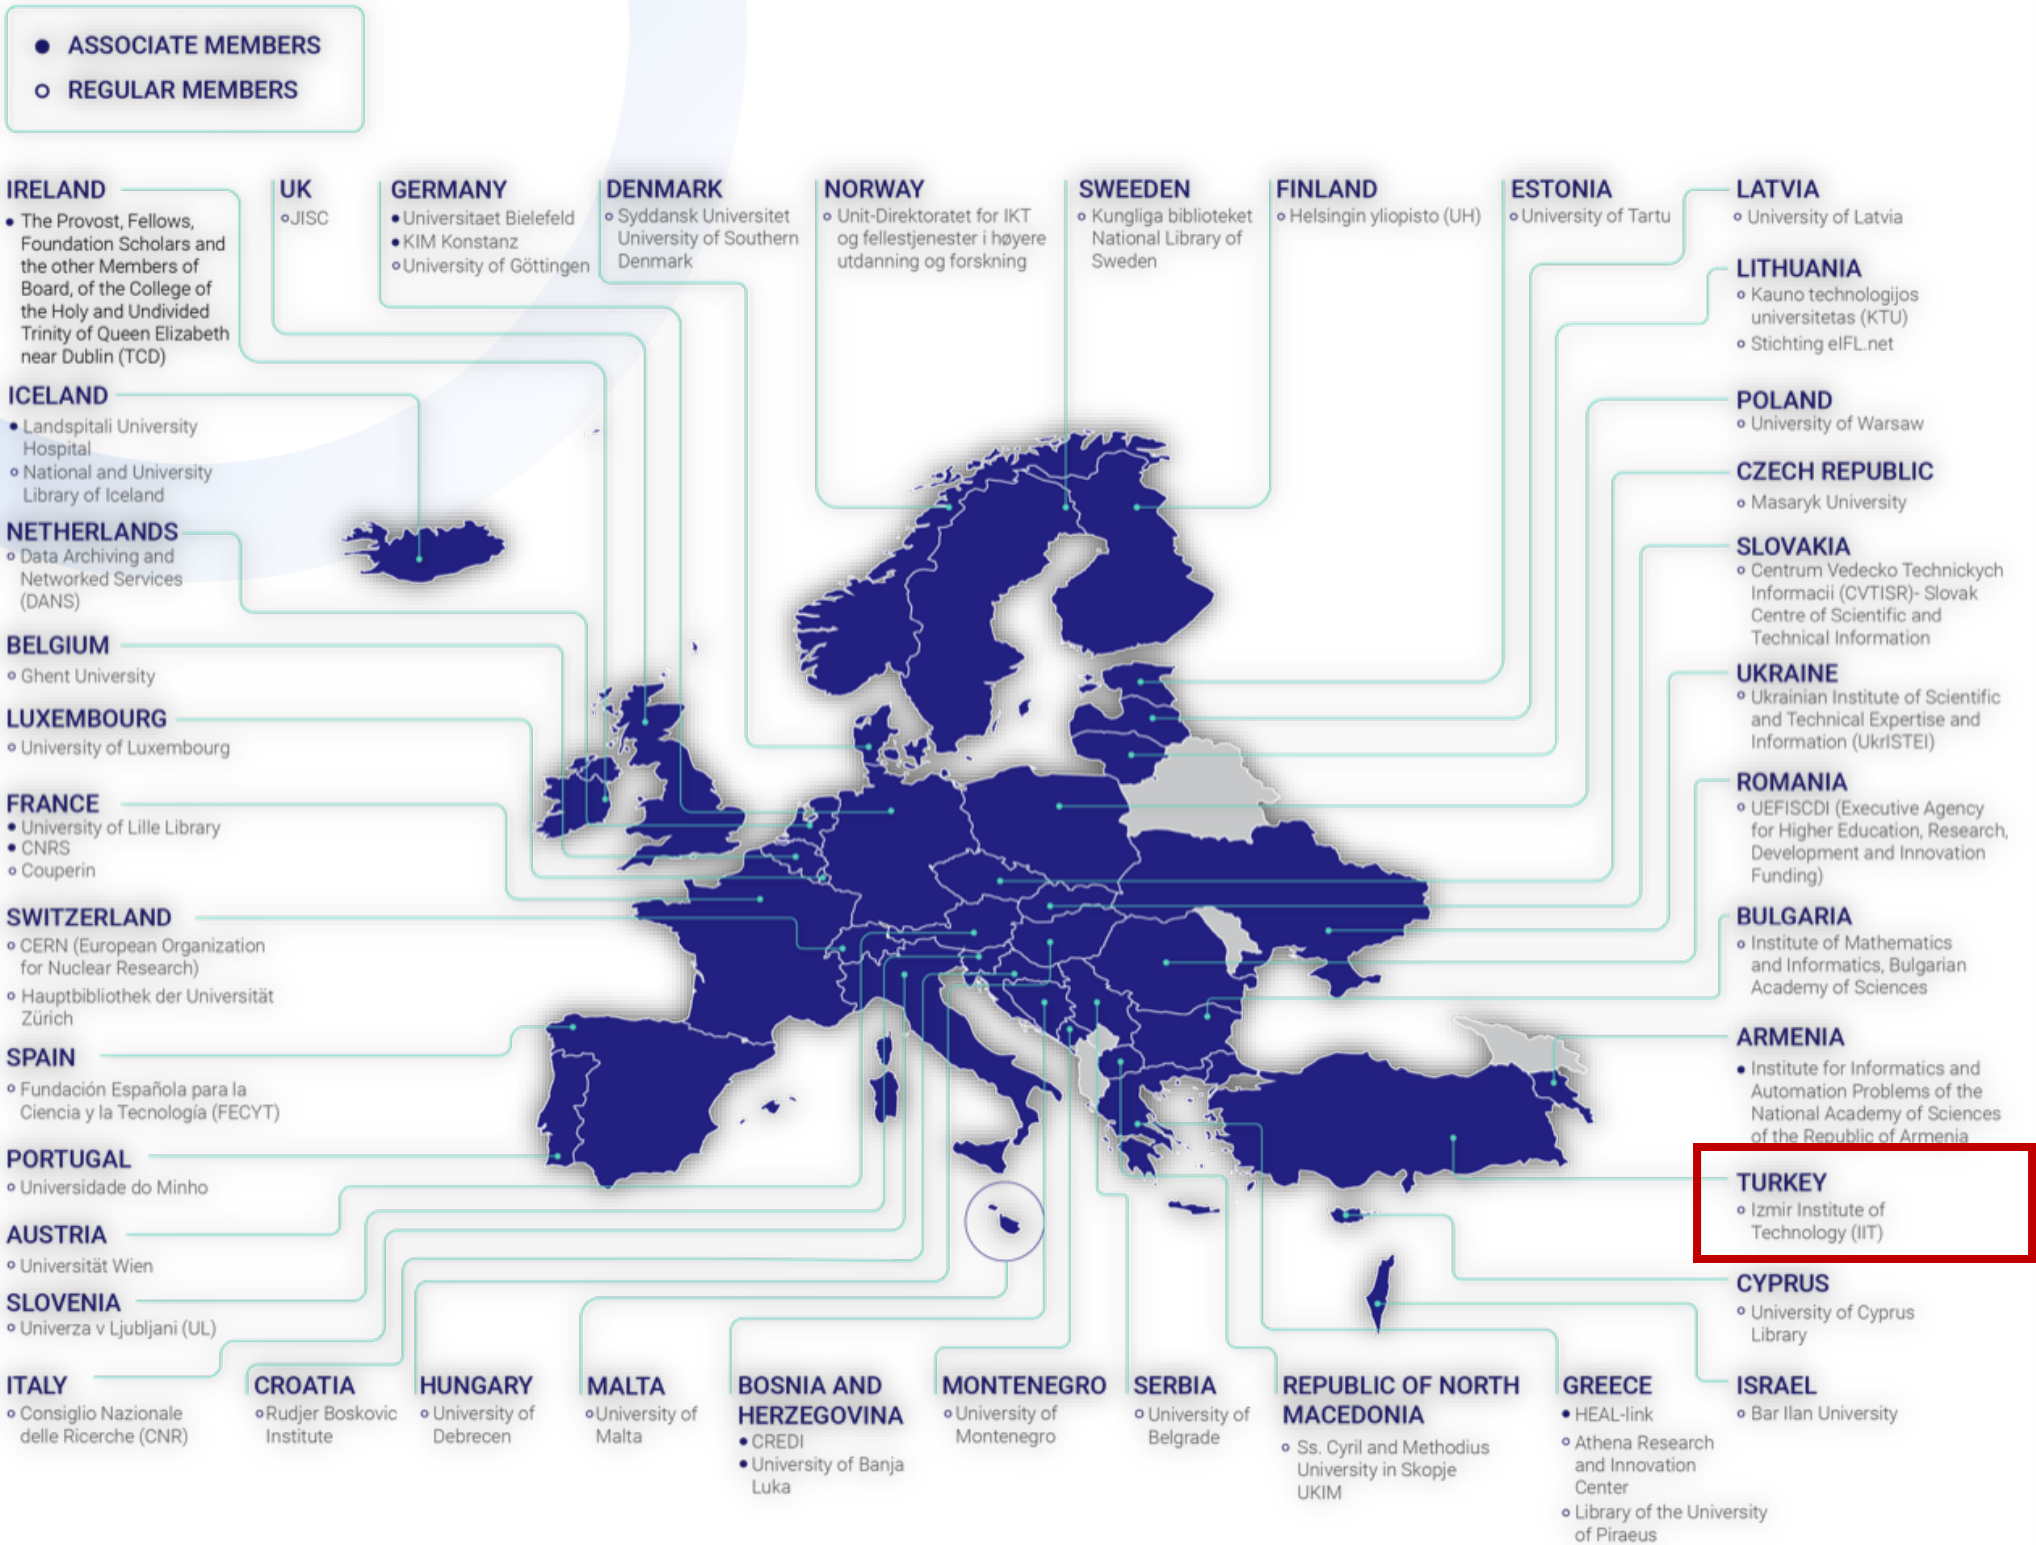 ASSOCIATE MEMBERS
REGULAR MEMBERS
IRELAND
The Provost, Fellows,
Foundation Scholars and
the other Members of
Board, of the College of
the Holy and Undivided
Trinity of Queen Elizabeth
near Dublin (TCD)
UK
JISC
GERMANY
Universitaet Bielefeld
KIM Konstanz
University of Göttingen
DENMARK
Syddansk Universitet
University of Southern
Denmark
NORWAY
Unit-Direktoratet for IKT
og fellestjenester i høyere
utdanning og forskning
SWEEDEN
Kungliga biblioteket
National Library of
Sweden
FINLAND
Helsingin yliopisto (UH)
ESTONIA
University of Tartu
LATVIA
University of Latvia
LITHUANIA
Kauno technologijos
universitetas (KTU)
Stichting eIFL.net
POLAND
University of Warsaw
CZECH REPUBLIC
Masaryk University
SLOVAKIA
Centrum Vedecko Technickych
Informacii (CVTISR)- Slovak
Centre of Scientific and
Technical Information
UKRAINE
Ukrainian Institute of Scientific
and Technical Expertise and
Information (UkrISTEI)
ROMANIA
UEFISCDI (Executive Agency
for Higher Education, Research,
Development and Innovation
Funding)
BULGARIA
Institute of Mathematics
and Informatics, Bulgarian
Academy of Sciences
ARMENIA
Institute for Informatics and
Automation Problems of the
National Academy of Sciences
of the Republic of Armenia
TURKEY
Izmir Institute of
Technology (IIT)
CYPRUS
University of Cyprus
Library
ISRAEL
Bar Ilan University
ICELAND
Landspitali University
Hospital
National and University
Library of Iceland
NETHERLANDS
Data Archiving and
Networked Services
(DANS)
BELGIUM
Ghent University
LUXEMBOURG
University of Luxembourg
FRANCE
University of Lille Library
CNRS
Couperin
SWITZERLAND
CERN (European Organization
for Nuclear Research)
Hauptbibliothek der Universität
Zürich
SPAIN
Fundación Española para la
Ciencia y la Tecnología (FECYT)
PORTUGAL
Universidade do Minho
AUSTRIA
Universität Wien
SLOVENIA
Univerza v Ljubljani (UL)
ITALY
Consiglio Nazionale
delle Ricerche (CNR)
CROATIA
Rudjer Boskovic
Institute
HUNGARY
University of
Debrecen
MALTA
University of
Malta
BOSNIA AND
HERZEGOVINA
CREDI
University of Banja
Luka
MONTENEGRO
University of
Montenegro
SERBIA
University of
Belgrade
REPUBLIC OF NORTH
MACEDONIA
Ss. Cyril and Methodius
University in Skopje
UKIM
GREECE
HEAL-link
Athena Research
and Innovation
Center
Library of the University
of Piraeus